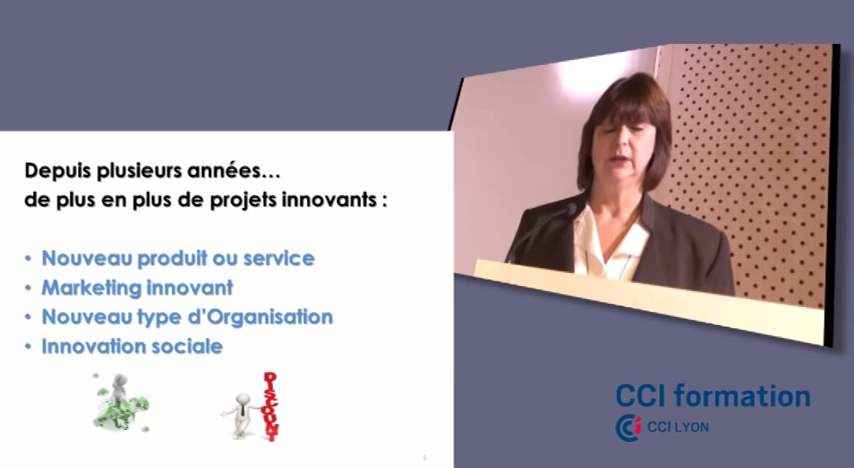 Depuis plusieurs années...
de plus en plus de projets innovants :
• Nouveau produit ou service
• Marketing innovant
• Nouveau type d'Organisation
• Innovation sociale
DISCOUNT
CCI formation
CCI LYON